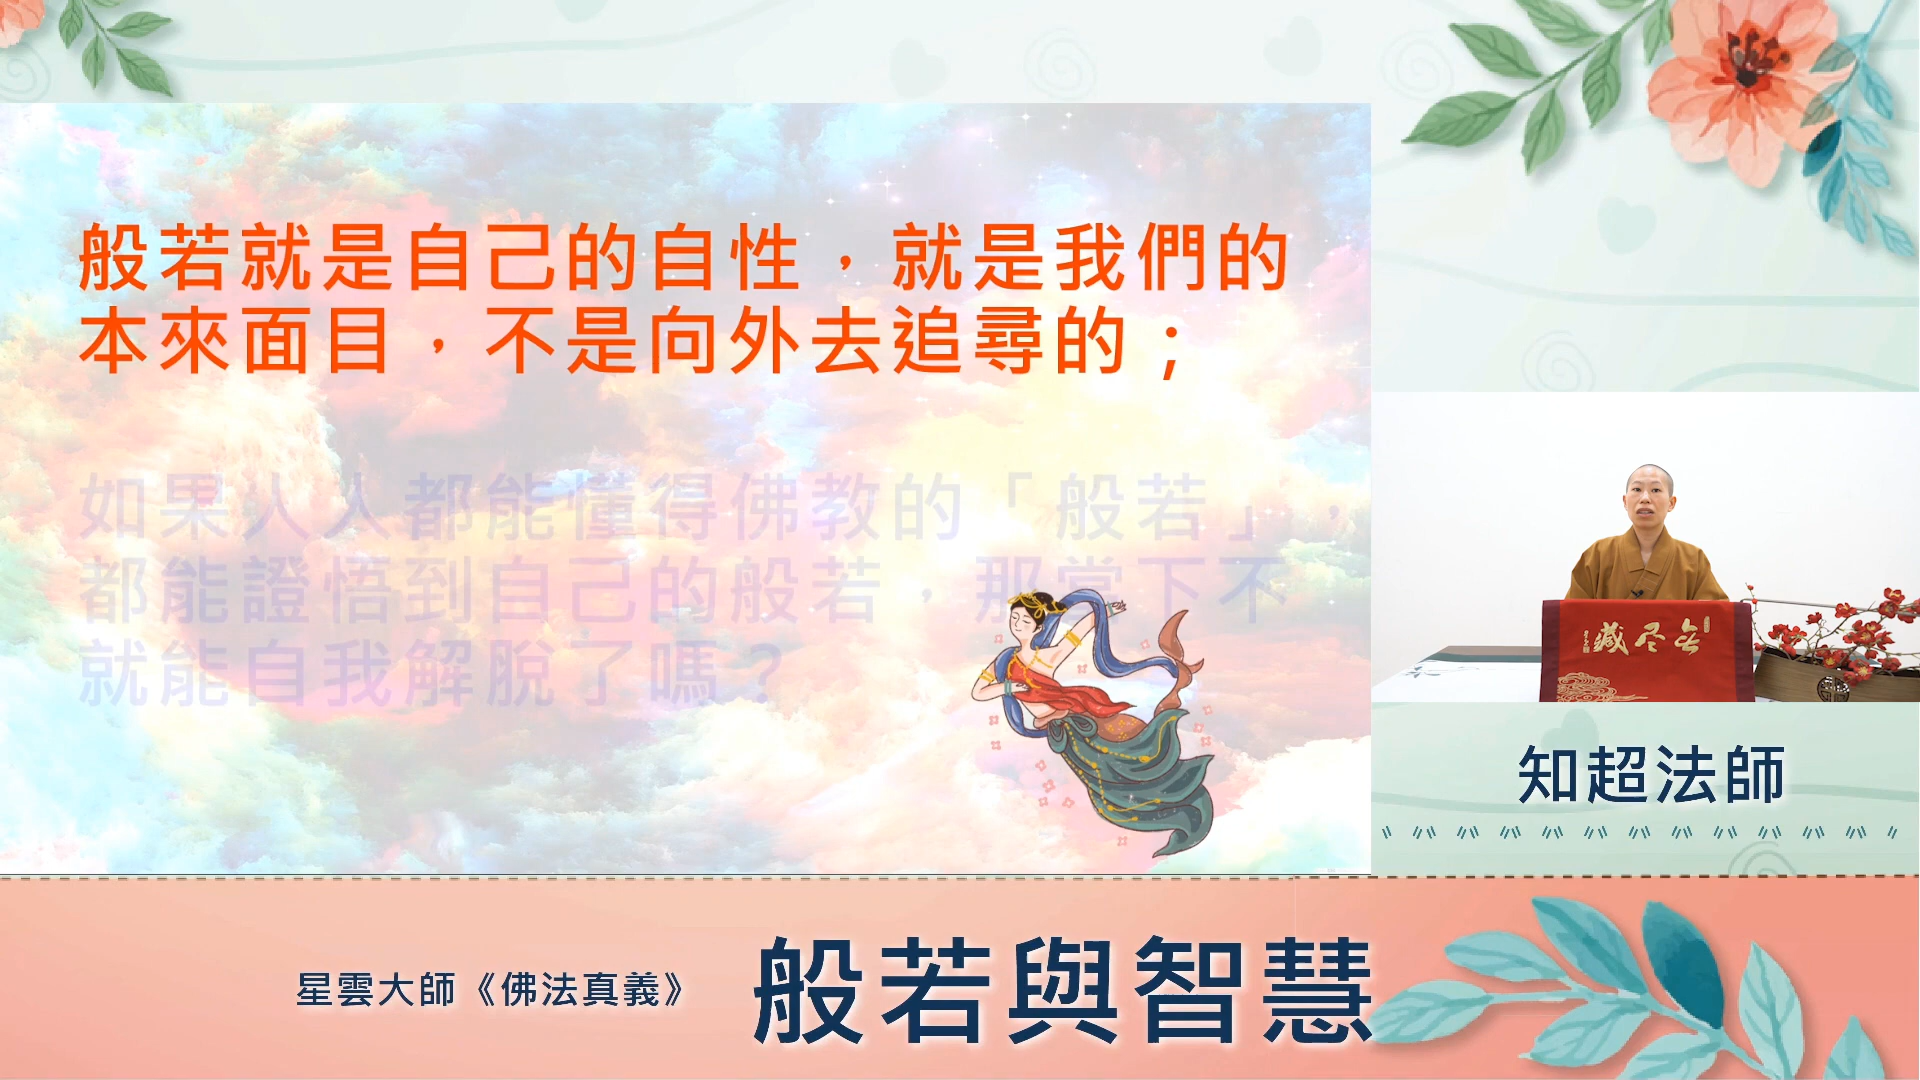 般若就是自己的自性，就是我們的
本來面目，不是向外去追尋的；
如果人人都能懂得佛教的「般若」，
都能證悟到自己的般若，那當下不
就能自我解脫了嗎？
無尽藏
知超法師
星雲大師《佛法真義》
般若與智慧